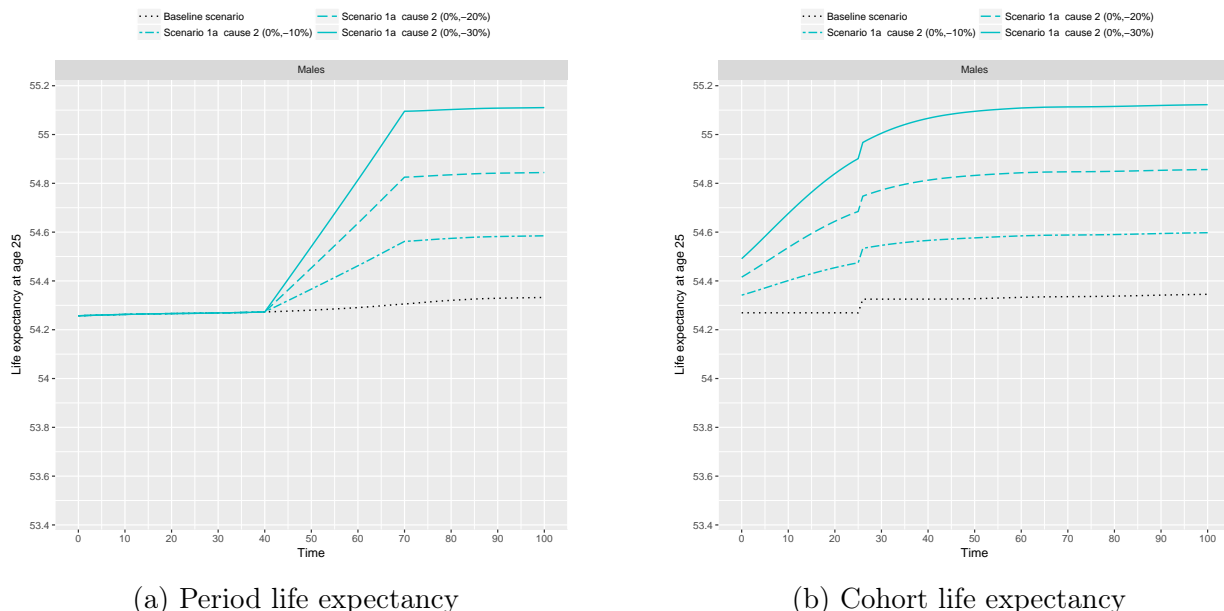 Baseline scenario
Scenario 1a cause 2 (0%,−10%)
Scenario 1a cause 2 (0%,−20%)
Scenario 1a cause 2 (0%,−30%)
Males
55.2
55
54.8
54.6
54.4
54.2
54
53.8
53.6
53.4
Life expectancy at age 25
0 10 20 30 40 50 60 70 80 90 100
Time
(a) Period life expectancy
Baseline scenario
Scenario 1a cause 2 (0%,−10%)
Scenario 1a cause 2 (0%,−20%)
Scenario 1a cause 2 (0%,−30%)
Males
55.2
55
54.8
54.6
54.4
54.2
54
53.8
53.6
53.4
Life expectancy at age 25
0 10 20 30 40 50 60 70 80 90 100
Time
(b) Cohort life expectancy